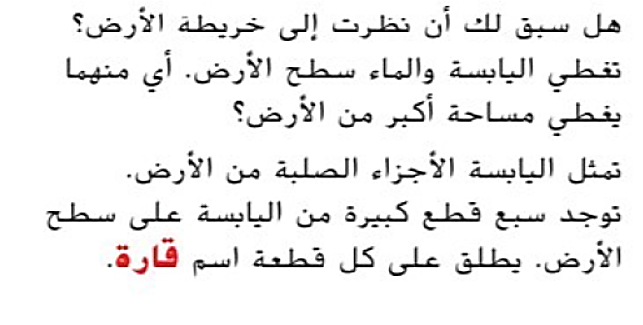 هل سبق لك أن نظرت إلى خريطة الأرض؟
تغطي اليابسة والماء سطح الأرض. أي منهما
يغطي مساحة أكبر من الأرض؟
تمثل اليابسة الأجزاء الصلبة من الأرض.
توجد سبع قطع كبيرة من اليابسة على سطح
الأرض. يطلق على كل قطعة اسم قارة.